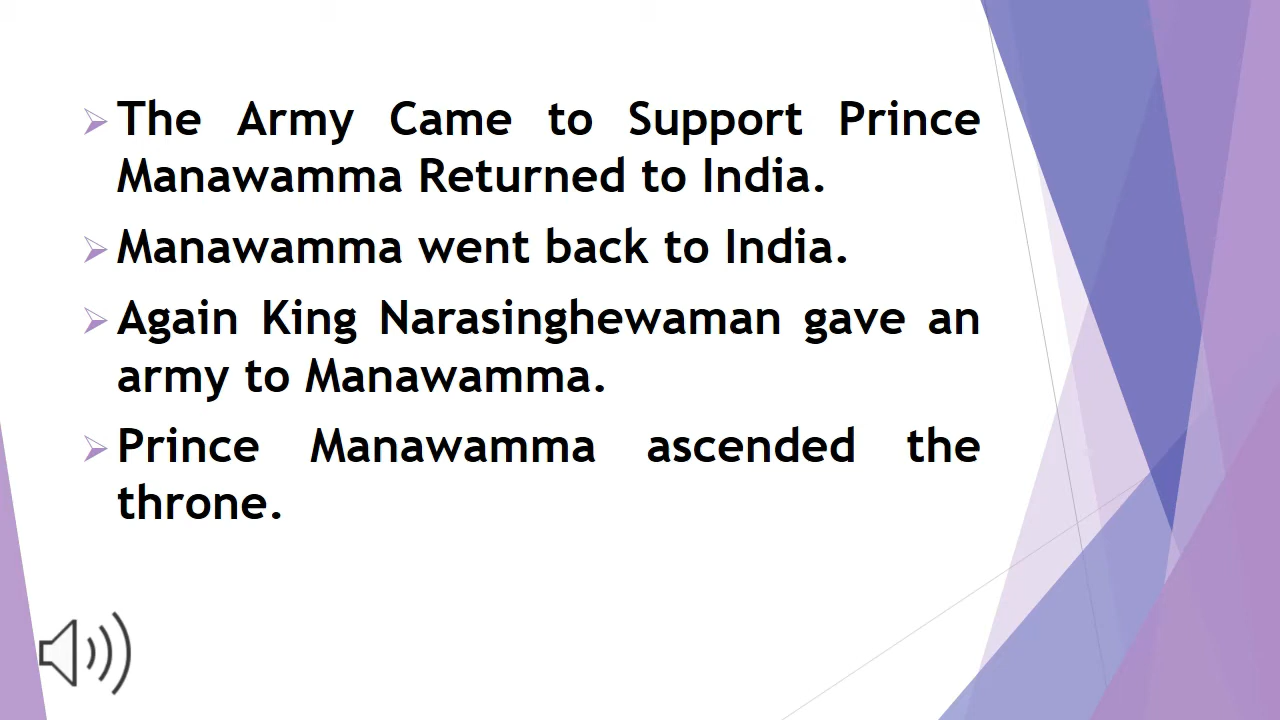 The Army Came to Support Prince
Manawamma Returned to India.
Manawamma went back to India.
Again King Narasinghewaman gave an
army to Manawamma.
Prince Manawamma ascended the
throne.